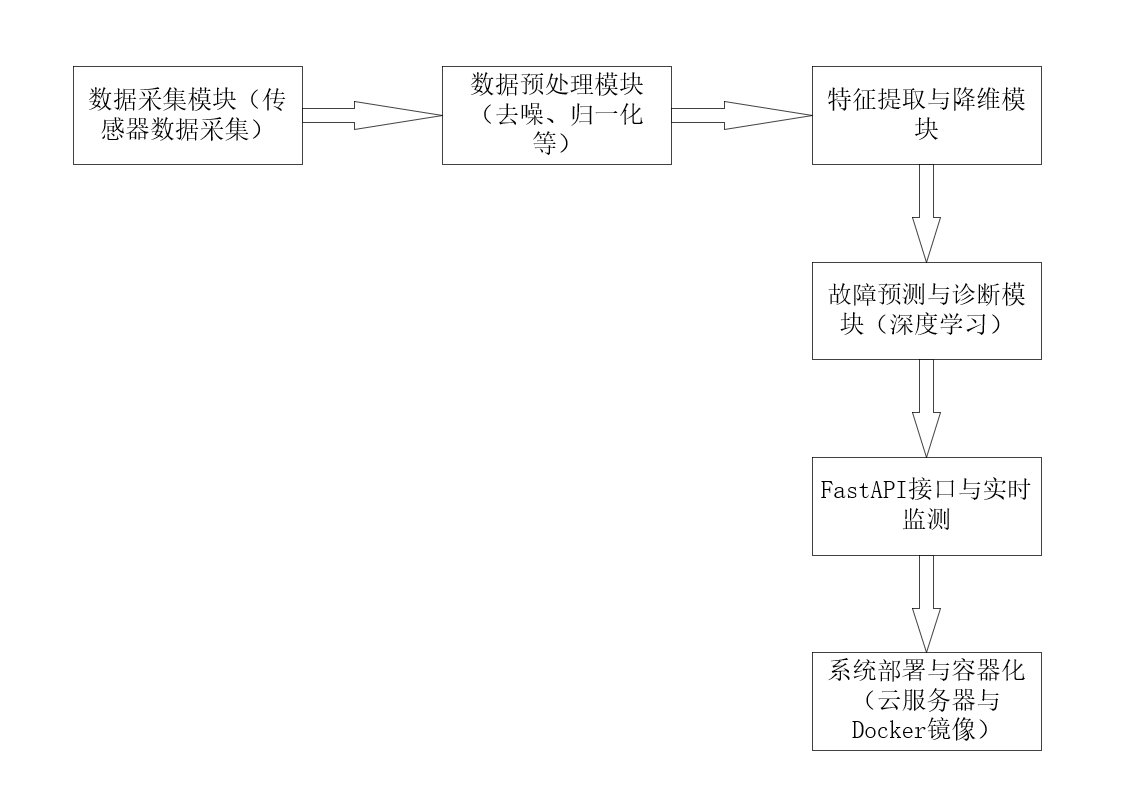 数据采集模块（传
感器数据采集）
数据预处理模块
（去噪、归一化
等）
特征提取与降维模
块
故障预测与诊断模
块（深度学习）
FastAPI接口与实时
监测
系统部署与容器化
（云服务器与
Docker镜像）